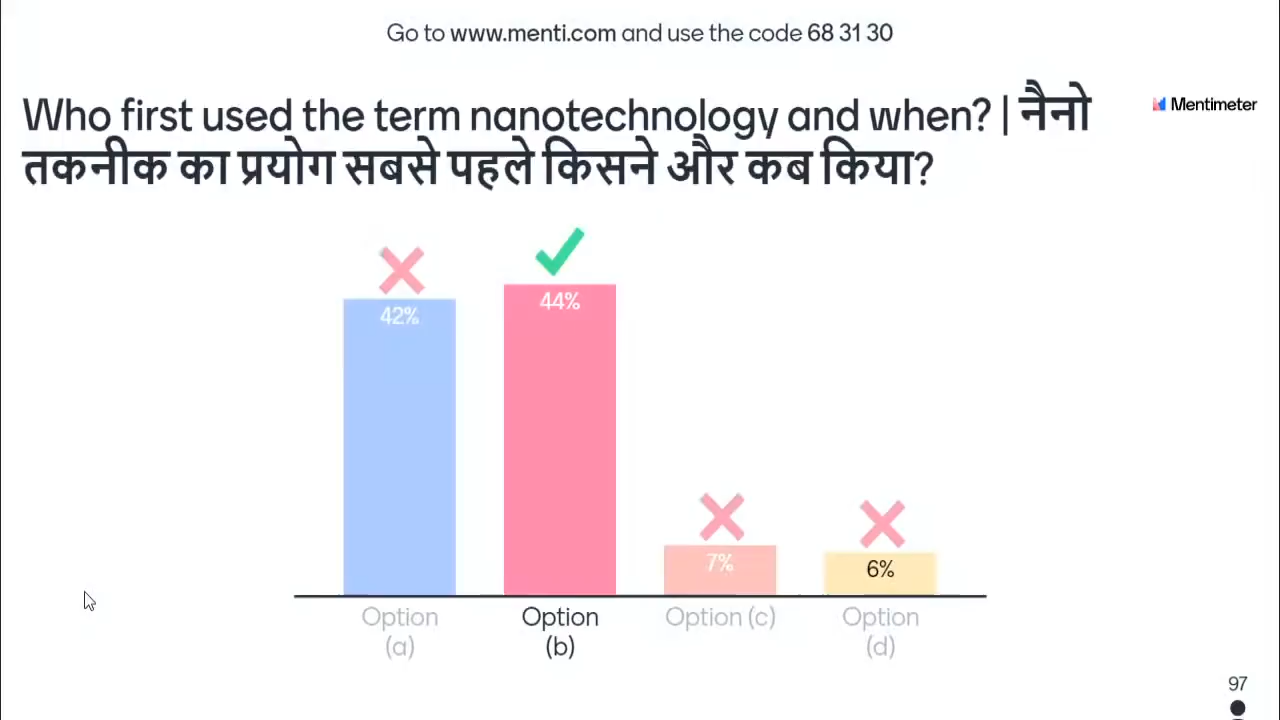 Go to www.menti.com and use the code 68 31 30
Who first used the term nanotechnology and when? | नैनो
तकनीक का प्रयोग सबसे पहले किसने और कब किया?
Mentimeter
42%
44%
7%
6%
Option
(a)
Option
(b)
Option (c)
Option
(d)
97